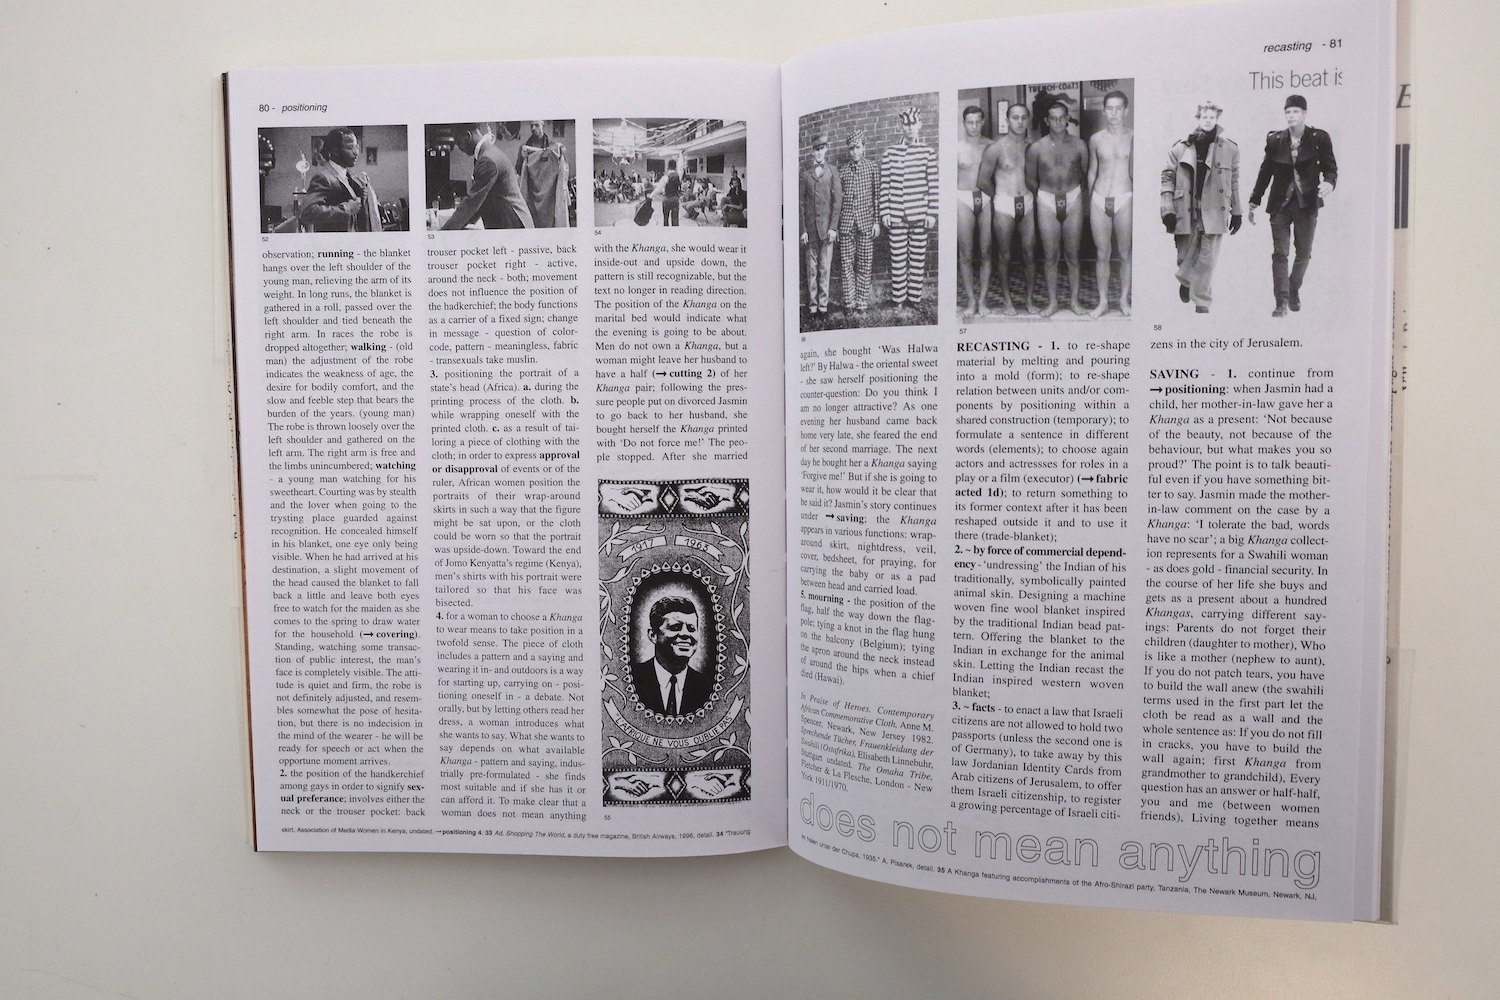 80 - positioning
52
observation; running - the blanket
hangs over the left shoulder of the
young man, relieving the arm of its
weight. In long runs, the blanket is
gathered in a roll, passed over the
left shoulder and tied beneath the
right arm. In races the robe is
dropped altogether; walking - (old
man) the adjustment of the robe
indicates the weakness of age, the
desire for bodily comfort, and the
slow and feeble step that bears the
burden of the years. (young man)
The robe is thrown loosely over the
left shoulder and gathered on the
left arm. The right arm is free and
the limbs unincumbered; watching
- a young man watching for his
sweetheart. Courting was by stealth
and the lover when going to the
trysting place guarded against
recognition. He concealed himself
in his blanket, one eye only being
visible. When he had arrived at his
destination, a slight movement of
the head caused the blanket to fall
back a little and leave both eyes
free to watch for the maiden as she
comes to the spring to draw water
for the household (→ covering).
Standing, watching some transac-
tion of public interest, the man's
face is completely visible. The atti-
tude is quiet and firm, the robe is
not definitely adjusted, and resem-
bles somewhat the pose of hesita-
tion, but there is no indecision in
the mind of the wearer - he will be
ready for speech or act when the
opportune moment arrives.
2. the position of the handkerchief
among gays in order to signify sex-
ual preferance; involves either the
neck or the trouser pocket: back
53
trouser pocket left - passive, back
trouser pocket right - active,
around the neck - both; movement
does not influence the position of
the hadkerchief; the body functions
as a carrier of a fixed sign; change
in message - question of color-
code, pattern - meaningless, fabric
- transexuals take muslin.
3. positioning the portrait of a
state's head (Africa). a. during the
printing process of the cloth. b.
while wrapping oneself with the
printed cloth. c. as a result of tai-
loring a piece of clothing with the
cloth; in order to express approval
or disapproval of events or of the
ruler, African women position the
portraits of their wrap-around
skirts in such a way that the figure
might be sat upon, or the cloth
could be worn so that the portrait
was upside-down. Toward the end
of Jomo Kenyatta's regime (Kenya),
men's shirts with his portrait were
tailored so that his face was
bisected.
4. for a woman to choose a Khanga
to wear means to take position in a
twofold sense. The piece of cloth
includes a pattern and a saying and
wearing it in- and outdoors is a way
for starting up, carrying on - posi-
tioning oneself in - a debate. Not
orally, but by letting others read her
dress, a woman introduces what
she wants to say. What she wants to
say depends on what available
Khanga - pattern and saying, indus-
trially pre-formulated - she finds
most suitable and if she has it or
can afford it. To make clear that a
woman does not mean anything
54
with the Khanga, she would wear it
inside-out and upside down, the
pattern is still recognizable, but the
text no longer in reading direction.
The position of the Khanga on the
marital bed would indicate what
the evening is going to be about.
Men do not own a Khanga, but a
woman might leave her husband to
have a half (→ cutting 2) of her
Khanga pair; following the pres-
sure people put on divorced Jasmin
to go back to her husband, she
bought herself the Khanga printed
with 'Do not force me!' The peo-
ple stopped. After she married
1917 1963
L'AFRIQUE NE VOUS OUBLIE PAS
55
skirt, Association of Media Women in Kenya, undated. → positioning 4. 33 Ad, Shopping The World, a duty free magazine, British Airways, 1996, detail. 34 "Trauung
recasting - 81
This beat is
TRENCH-COATS
56
again, she bought 'Was Halwa
left?' By Halwa - the oriental sweet
- she saw herself positioning the
counter-question: Do you think I
am no longer attractive? As one
evening her husband came back
home very late, she feared the end
of her second marriage. The next
day he bought her a Khanga saying
'Forgive me!' But if she is going to
wear it, how would it be clear that
he said it? Jasmin's story continues
under → saving; the Khanga
appears in various functions: wrap-
around skirt, nightdress, veil,
cover, bedsheet, for praying, for
carrying the baby or as a pad
between head and carried load.
5. mourning - the position of the
flag, half the way down the flag-
pole; tying a knot in the flag hung
on the balcony (Belgium); tying
the apron around the neck instead
of around the hips when a chief
died (Hawai).
In Praise of Heroes, Contemporary
African Commemorative Cloth, Anne M.
Spencer, Newark, New Jersey 1982.
Sprechende Tücher, Frauenkleidung der
Swahili (Ostafrika), Elisabeth Linnebuhr,
Stuttgart undated. The Omaha Tribe,
Fletcher & La Flesche, London - New
York 1911/1970.
57
RECASTING - 1. to re-shape
material by melting and pouring
into a mold (form); to re-shape
relation between units and/or com-
ponents by positioning within a
shared construction (temporary); to
formulate a sentence in different
words (elements); to choose again
actors and actressses for roles in a
play or a film (executor) (→ fabric
acted 1d); to return something to
its former context after it has been
reshaped outside it and to use it
there (trade-blanket);
2. ~ by force of commercial depend-
ency - 'undressing' the Indian of his
traditionally, symbolically painted
animal skin. Designing a machine
woven fine wool blanket inspired
by the traditional Indian bead pat-
tern. Offering the blanket to the
Indian in exchange for the animal
skin. Letting the Indian recast the
Indian inspired western woven
blanket;
3. ~ facts - to enact a law that Israeli
citizens are not allowed to hold two
passports (unless the second one is
of Germany), to take away by this
law Jordanian Identity Cards from
Arab citizens of Jerusalem, to offer
them Israeli citizenship, to register
a growing percentage of Israeli citi-
58
zens in the city of Jerusalem.
SAVING - 1. continue from
→ positioning: when Jasmin had a
child, her mother-in-law gave her a
Khanga as a present: 'Not because
of the beauty, not because of the
behaviour, but what makes you so
proud?' The point is to talk beauti-
ful even if you have something bit-
ter to say. Jasmin made the mother-
in-law comment on the case by a
Khanga: 'I tolerate the bad, words
have no scar'; a big Khanga collect-
ion represents for a Swahili woman
- as does gold - financial security. In
the course of her life she buys and
gets as a present about a hundred
Khangas, carrying different say-
ings: Parents do not forget their
children (daughter to mother), Who
is like a mother (nephew to aunt),
If you do not patch tears, you have
to build the wall anew (the swahili
terms used in the first part let the
cloth be read as a wall and the
whole sentence as: If you do not fill
in cracks, you have to build the
wall again; first Khanga from
grandmother to grandchild), Every
question has an answer or half-half,
you and me (between women
friends), Living together means
does not mean anything
im freien unter der Chupa, 1935." A. Pisarek, detail. 35 A Khanga featuring accomplishments of the Afro-Shirazi party, Tanzania, The Newark Museum, Newark, NJ,